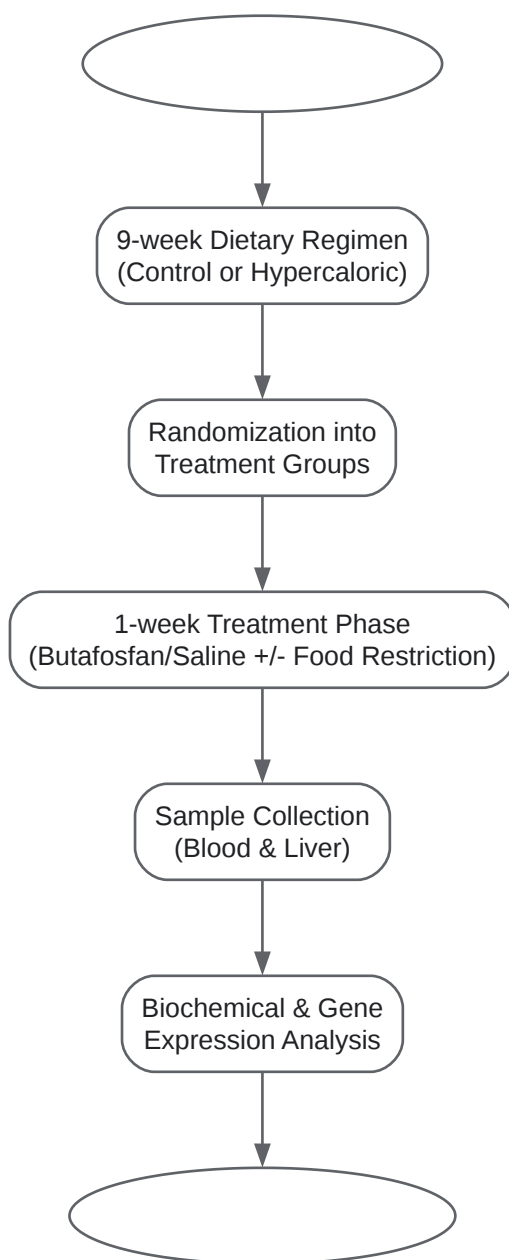 9-week Dietary Regimen
(Control or Hypercaloric)
Randomization into
Treatment Groups
1-week Treatment Phase
(Butafosfan/Saline +/- Food Restriction)
Sample Collection
(Blood & Liver)
Biochemical & Gene
Expression Analysis